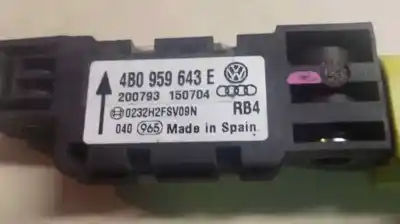 4B0 959 643 E
200793 150704
0232H2FSV09N RB4
040 965 Made in Spain